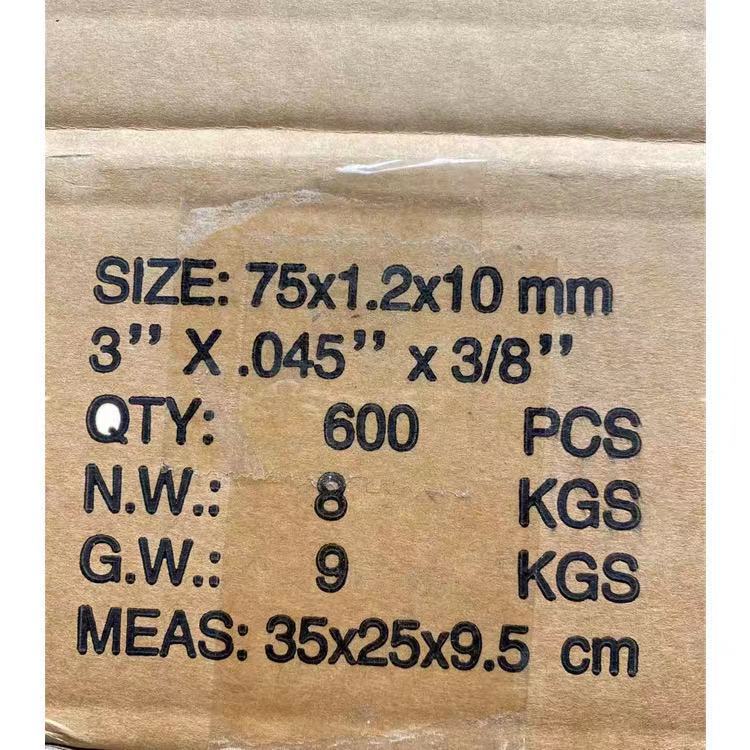 SIZE: 75x1.2x10 mm
3’’ X .045’’ x 3/8’’
QTY: 600 PCS
N.W.: 8 KGS
G.W.: 9 KGS
MEAS: 35x25x9.5 cm